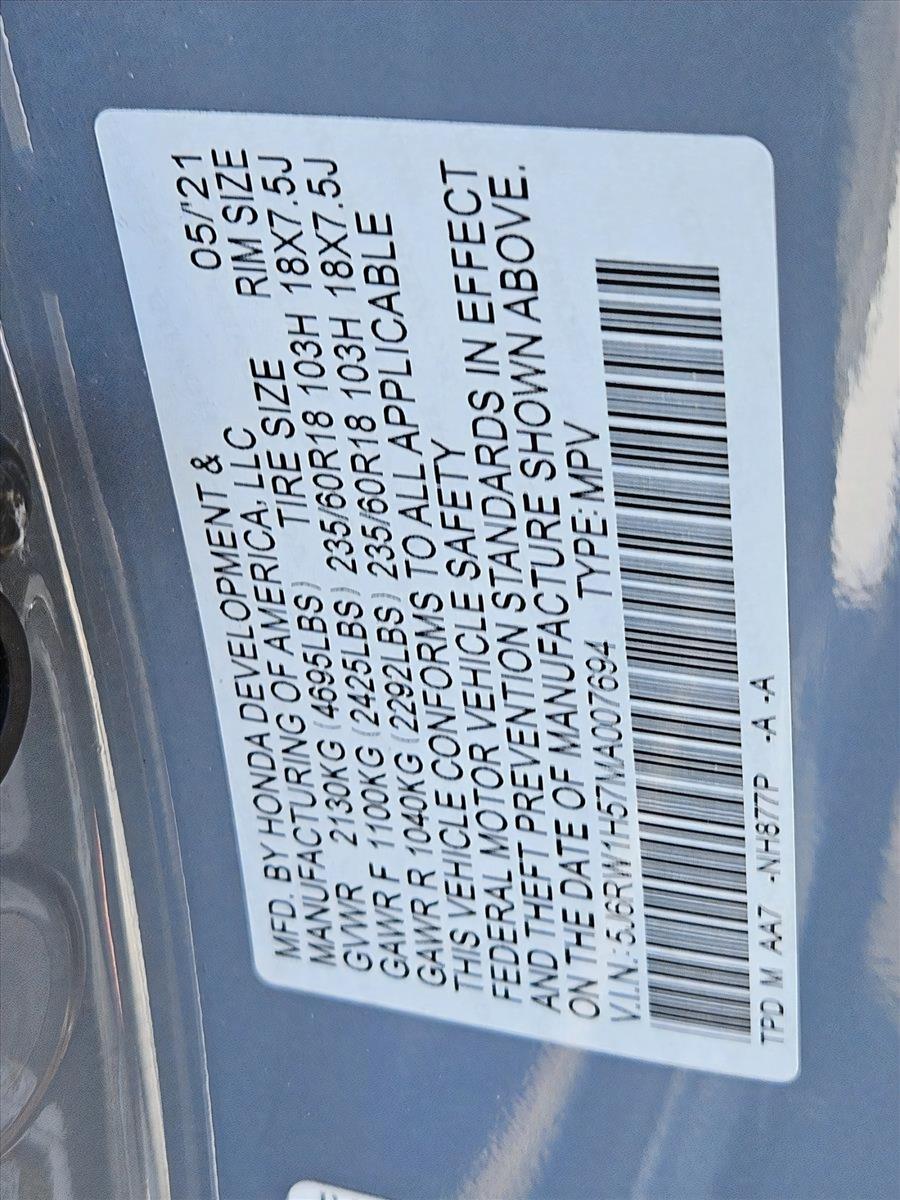 MFD. BY HONDA DEVELOPMENT & 05/'21
MANUFACTURING OF AMERICA, LLC RIM SIZE
GVWR 2130KG (4695LBS) TIRE SIZE 18X7.5J
GAWR F 1100KG (2425LBS) 235/60R18 103H 18X7.5J
GAWR R 1040KG (2292LBS) 235/60R18 103H
THIS VEHICLE CONFORMS TO ALL APPLICABLE
FEDERAL MOTOR VEHICLE SAFETY
AND THEFT PREVENTION STANDARDS IN EFFECT
ON THE DATE OF MANUFACTURE SHOWN ABOVE.
V.I.N.:5J6RW1H57MA007694 TYPE:MPV
TPD M AA7 -NH877P -A -A